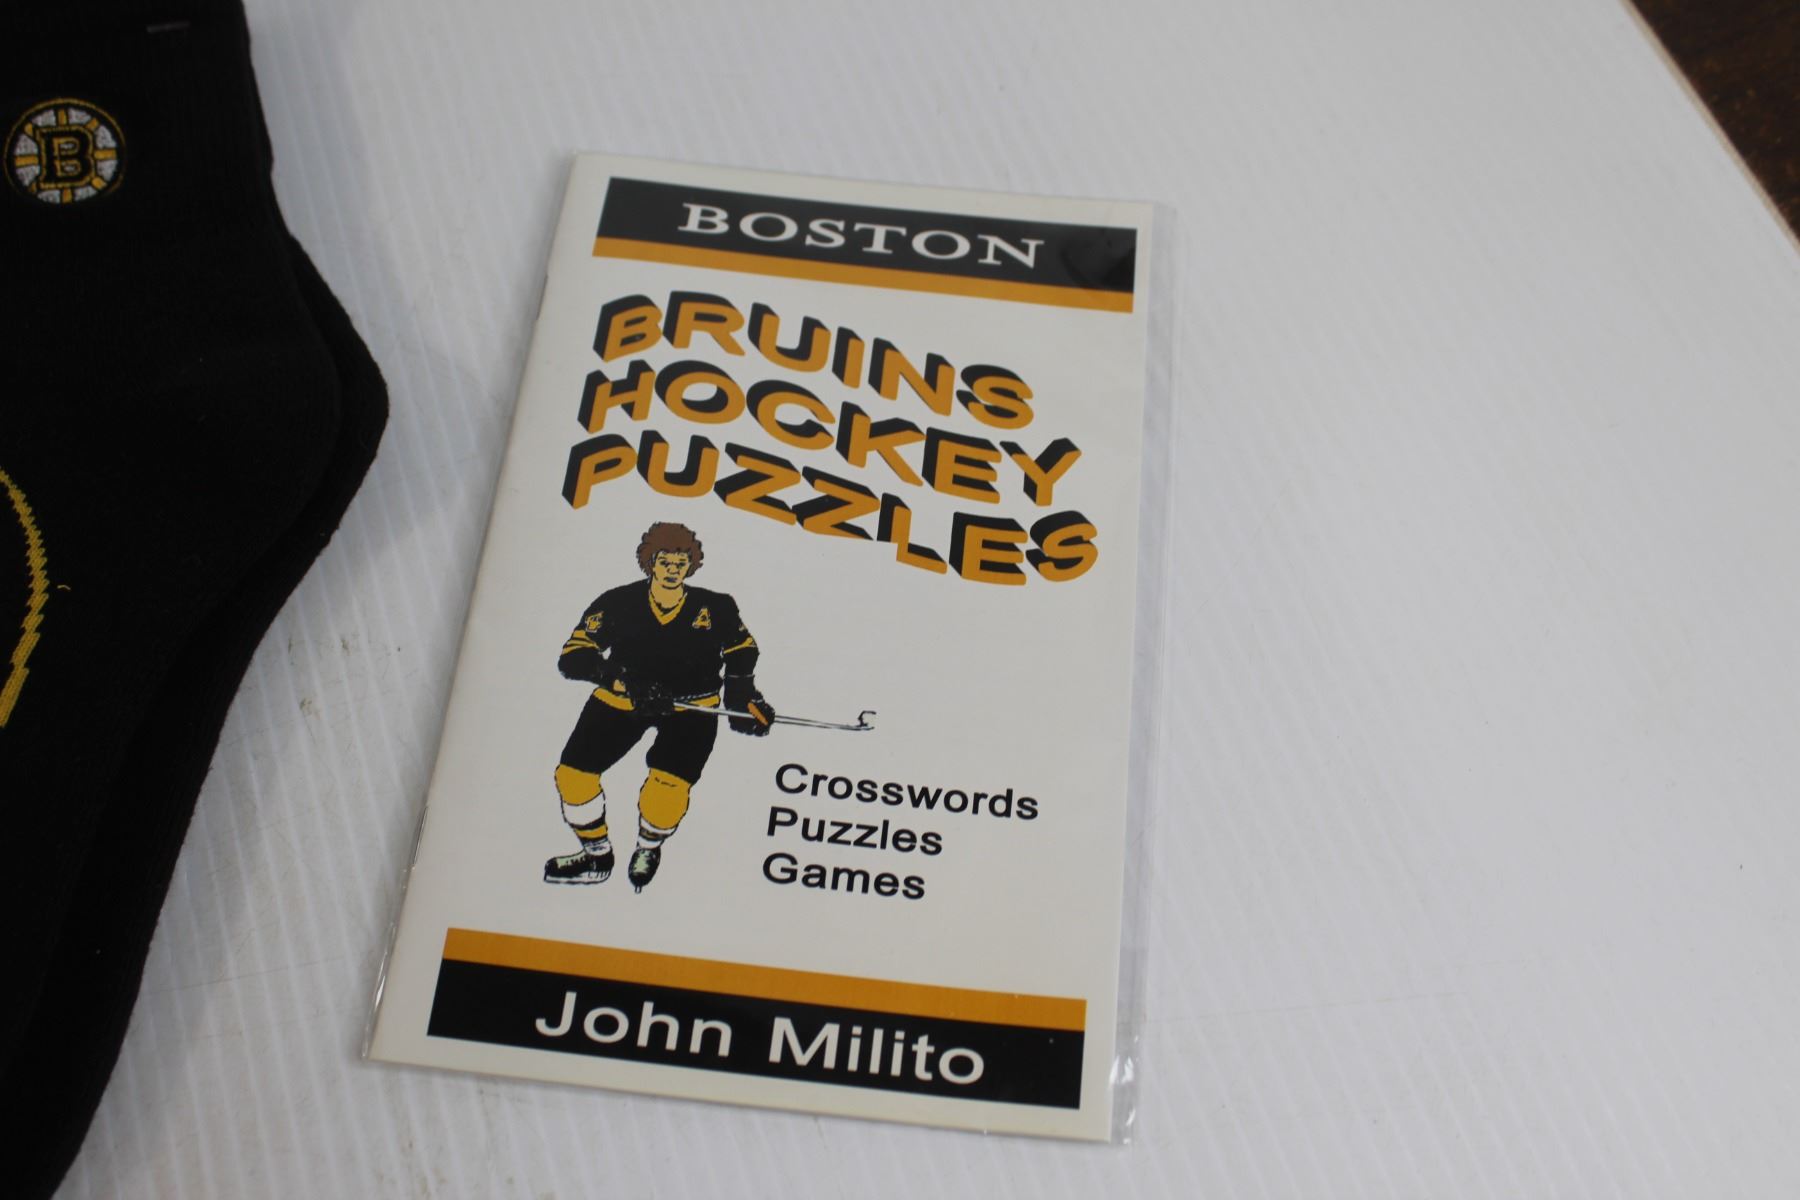 B
BOSTON
BRUINS
HOCKEY
PUZZLES
A
Crosswords
Puzzles
Games
John Milito